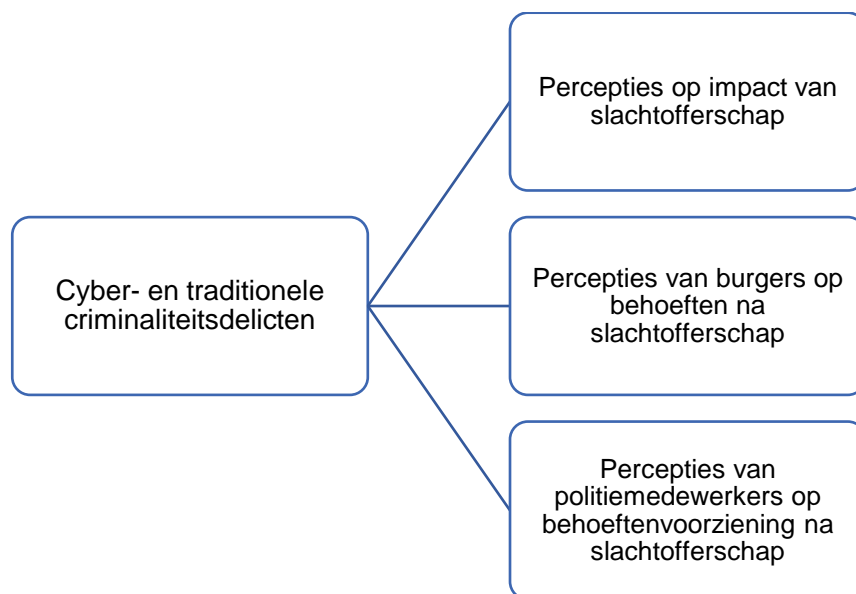 Percepties op impact van
slachtofferschap
Cyber- en traditionele
criminaliteitsdelicten
Percepties van burgers op
behoeften na
slachtofferschap
Percepties van
politiemedewerkers op
behoeftenvoorziening na
slachtofferschap